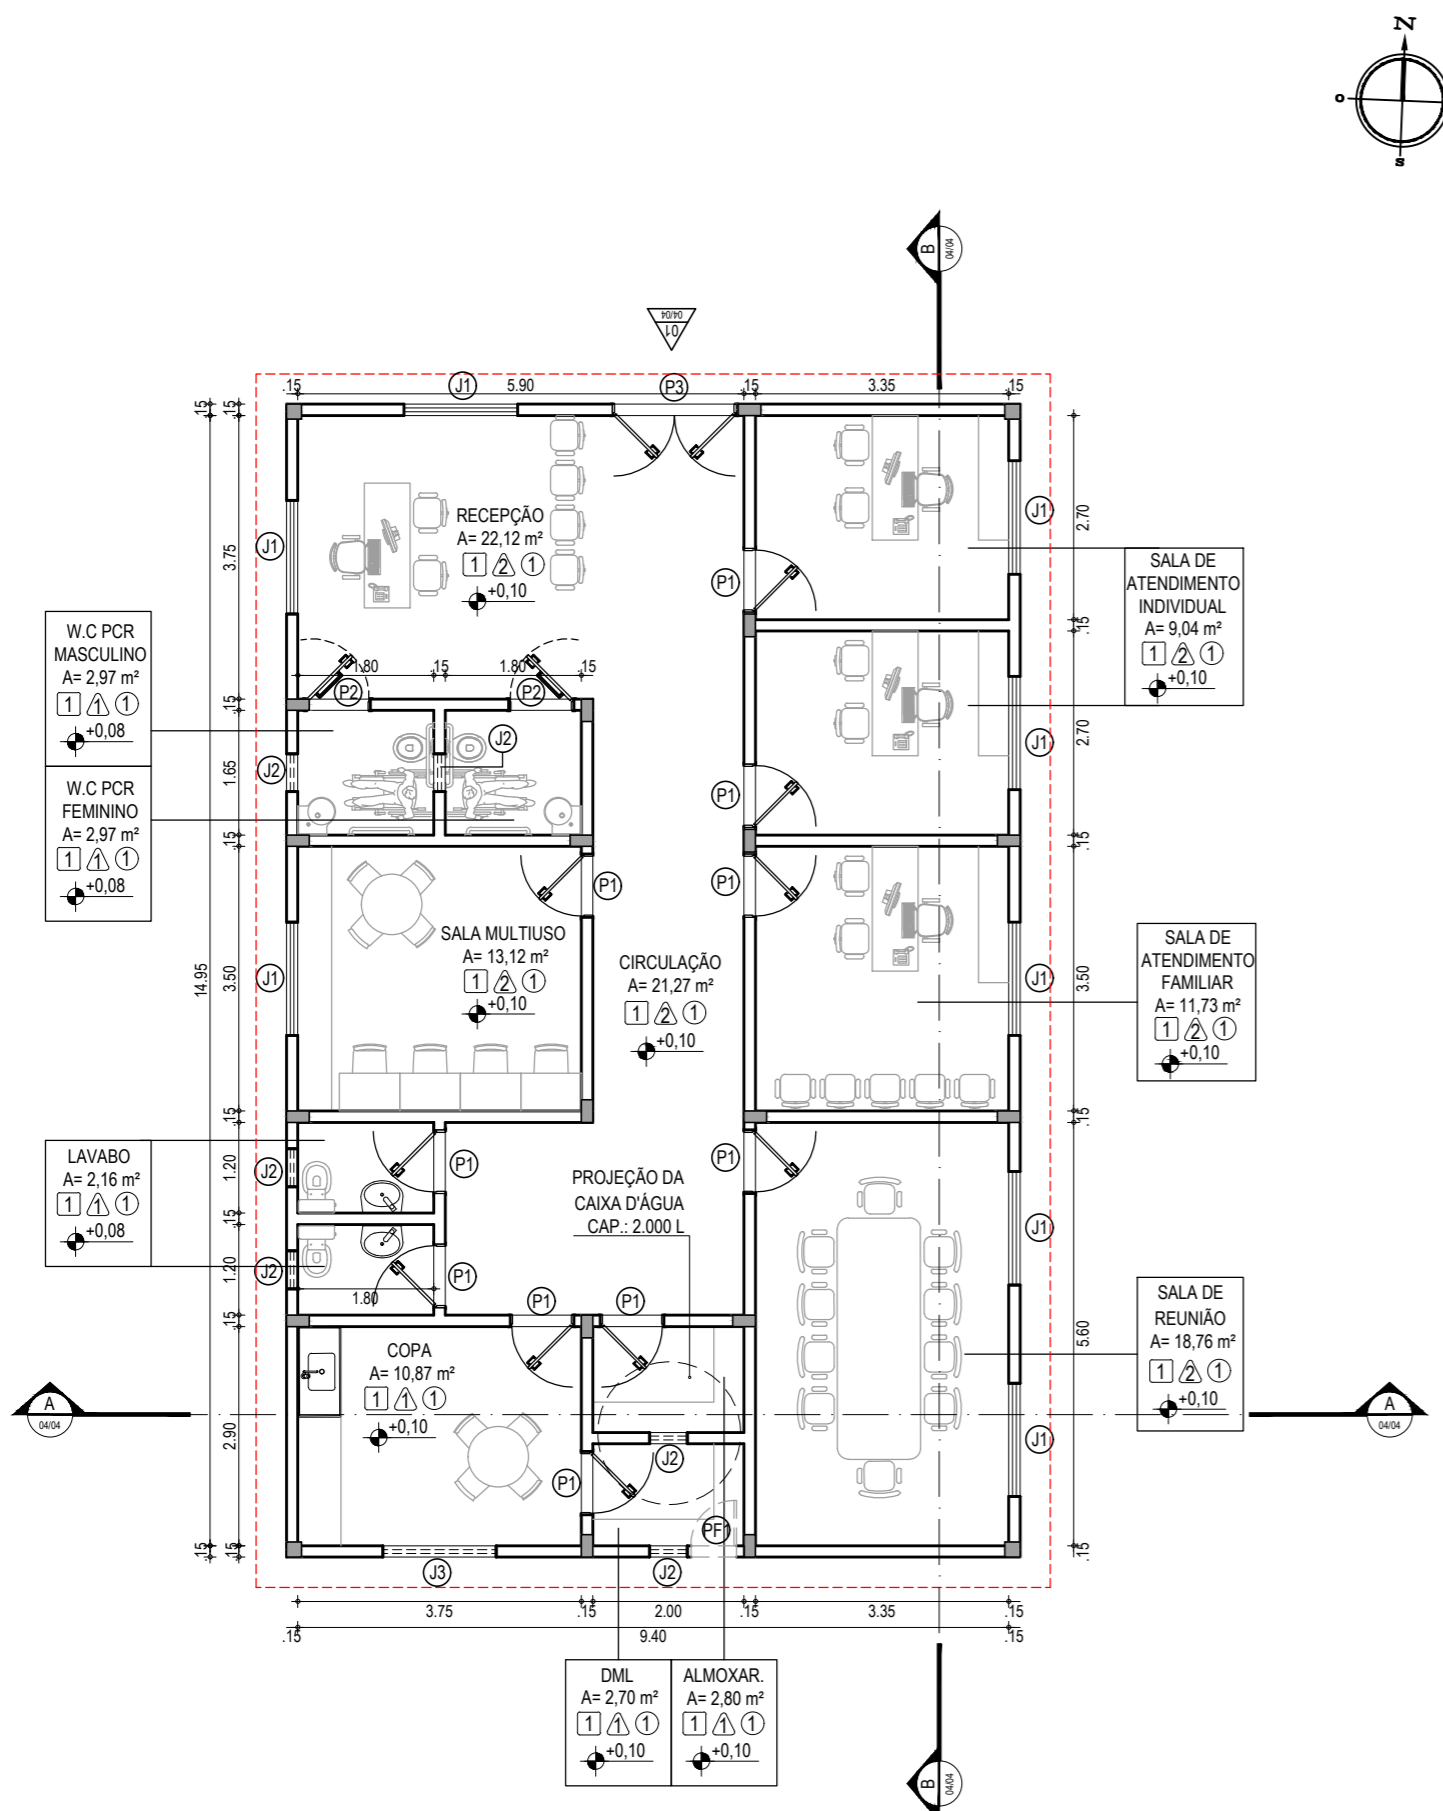 N
O
S
B
04/04
01
04/04
.15
J1
5.90
P3
.15
3.35
.15
.15
.15
J1
3.75
RECEPÇÃO
A= 22,12 m²
1 2 1
+0,10
P1
J1
2.70
SALA DE
ATENDIMENTO
INDIVIDUAL
A= 9,04 m²
1 2 1
+0,10
W.C PCR
MASCULINO
A= 2,97 m²
1 1 1
+0,08
W.C PCR
FEMININO
A= 2,97 m²
1 1 1
+0,08
1.80
.15
1.80
.15
P2
P2
.15
J2
J2
1.65
.15
.15
P1
J1
2.70
.15
P1
P1
SALA MULTIUSO
A= 13,12 m²
1 2 1
+0,10
J1
3.50
14.95
CIRCULAÇÃO
A= 21,27 m²
1 2 1
+0,10
J1
3.50
SALA DE
ATENDIMENTO
FAMILIAR
A= 11,73 m²
1 2 1
+0,10
.15
.15
LAVABO
A= 2,16 m²
1 1 1
+0,08
J2
1.20
P1
P1
PROJEÇÃO DA
CAIXA D'ÁGUA
CAP.: 2.000 L
.15
J2
1.20
1.80
P1
J1
.15
P1
P1
SALA DE
REUNIÃO
A= 18,76 m²
1 2 1
+0,10
5.60
COPA
A= 10,87 m²
1 1 1
+0,10
A
04/04
A
04/04
2.90
J2
P1
J1
PF1
.15
.15
.15
J3
J2
3.75
.15
2.00
.15
3.35
.15
.15
9.40
.15
DML
A= 2,70 m²
1 1 1
+0,10
ALMOXAR.
A= 2,80 m²
1 1 1
+0,10
B
04/04